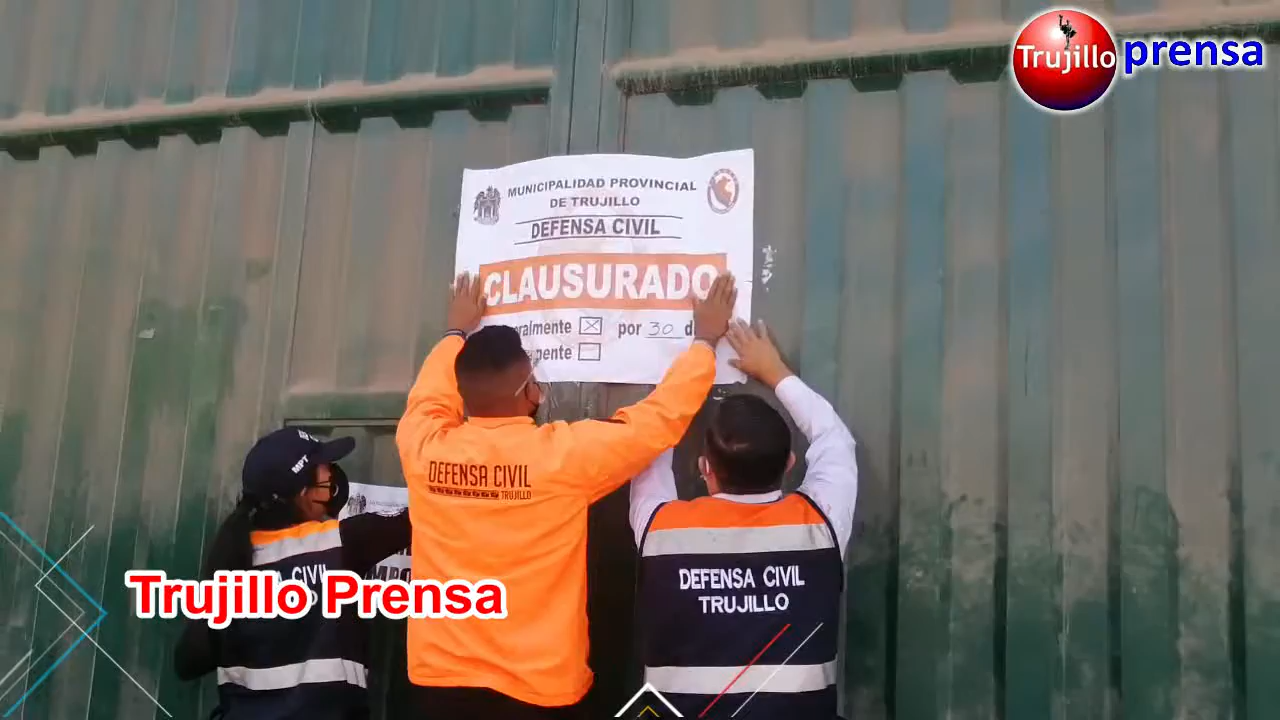 Trujillo prensa
MUNICIPALIDAD PROVINCIAL
DE TRUJILLO
DEFENSA CIVIL
CLAUSURADO
por 30
MPT
DEFENSA CIVIL
TRUJILLO
CIVIL
DEFENSA CIVIL
TRUJILLO
Trujillo Prensa